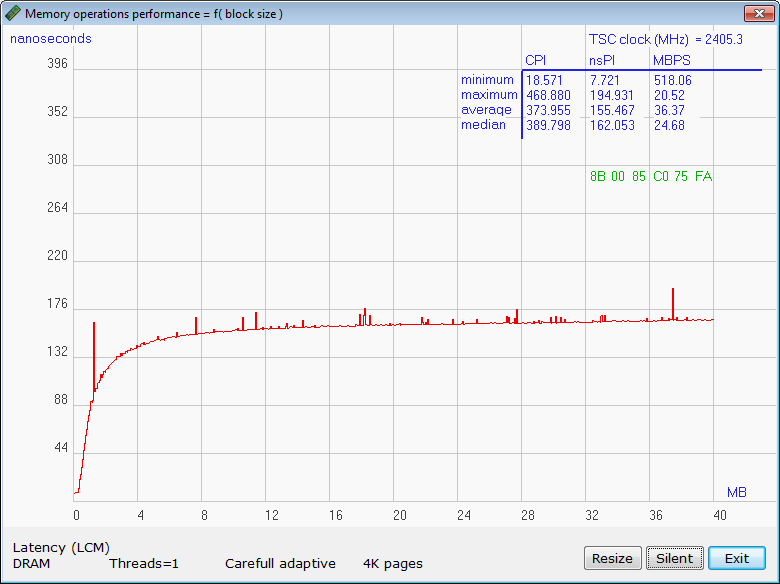 Memory operations performance = f( block size )
nanoseconds
TSC clock (MHz) = 2405.3
CPI nsPI MBPS
minimum 18.571 7.721 518.06
maximum 468.880 194.931 20.52
average 373.955 155.467 36.37
median 389.798 162.053 24.68
8B 00 85 C0 75 FA
396
352
308
264
220
176
132
88
44
MB
0 4 8 12 16 20 24 28 32 36 40
Latency (LCM)
DRAM Threads=1 Carefull adaptive 4K pages
Resize Silent Exit